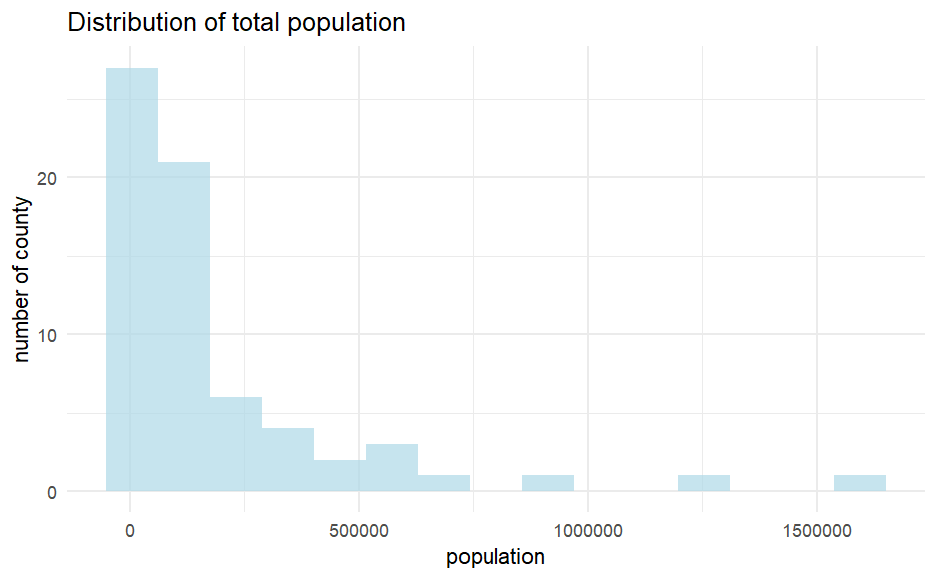 Distribution of total population
number of county
20
10
0
0 500000 1000000 1500000
population